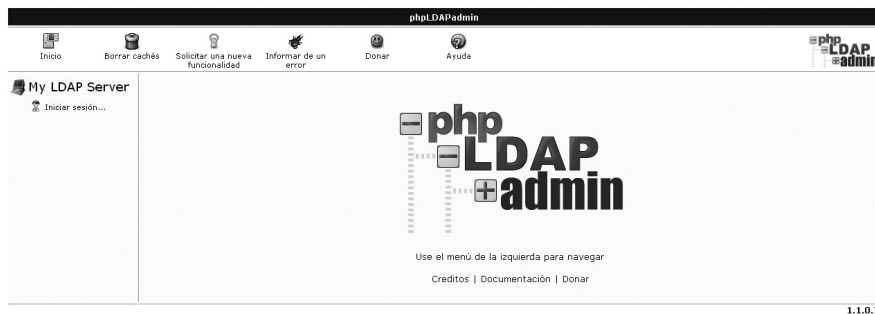 phpLDAPadmin
Inicio
Borrar cachés
Solicitar una nueva funcionalidad
Informar de un error
Donar
Ayuda
php
LDAP
admin
My LDAP Server
Iniciar sesión...
php
LDAP
admin
Use el menú de la izquierda para navegar
Creditos | Documentación | Donar